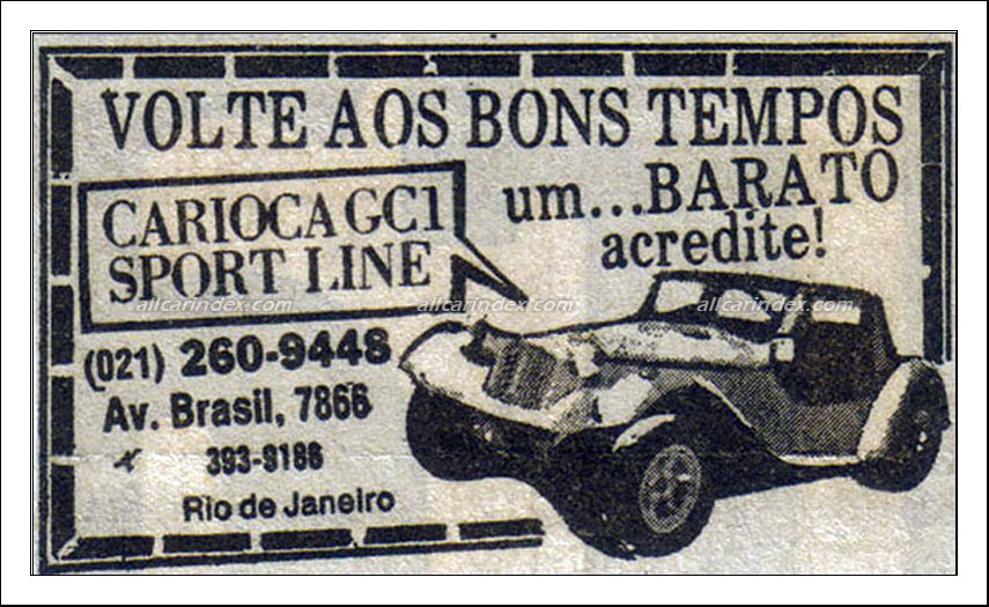 VOLTE AOS BONS TEMPOS
um...BARATO
acredite!
CARIOCA GC1
SPORT LINE
allcarindex.com allcarindex.com allcarindex.com
(021) 260-9448
Av. Brasil, 7866
393-9186
Rio de Janeiro